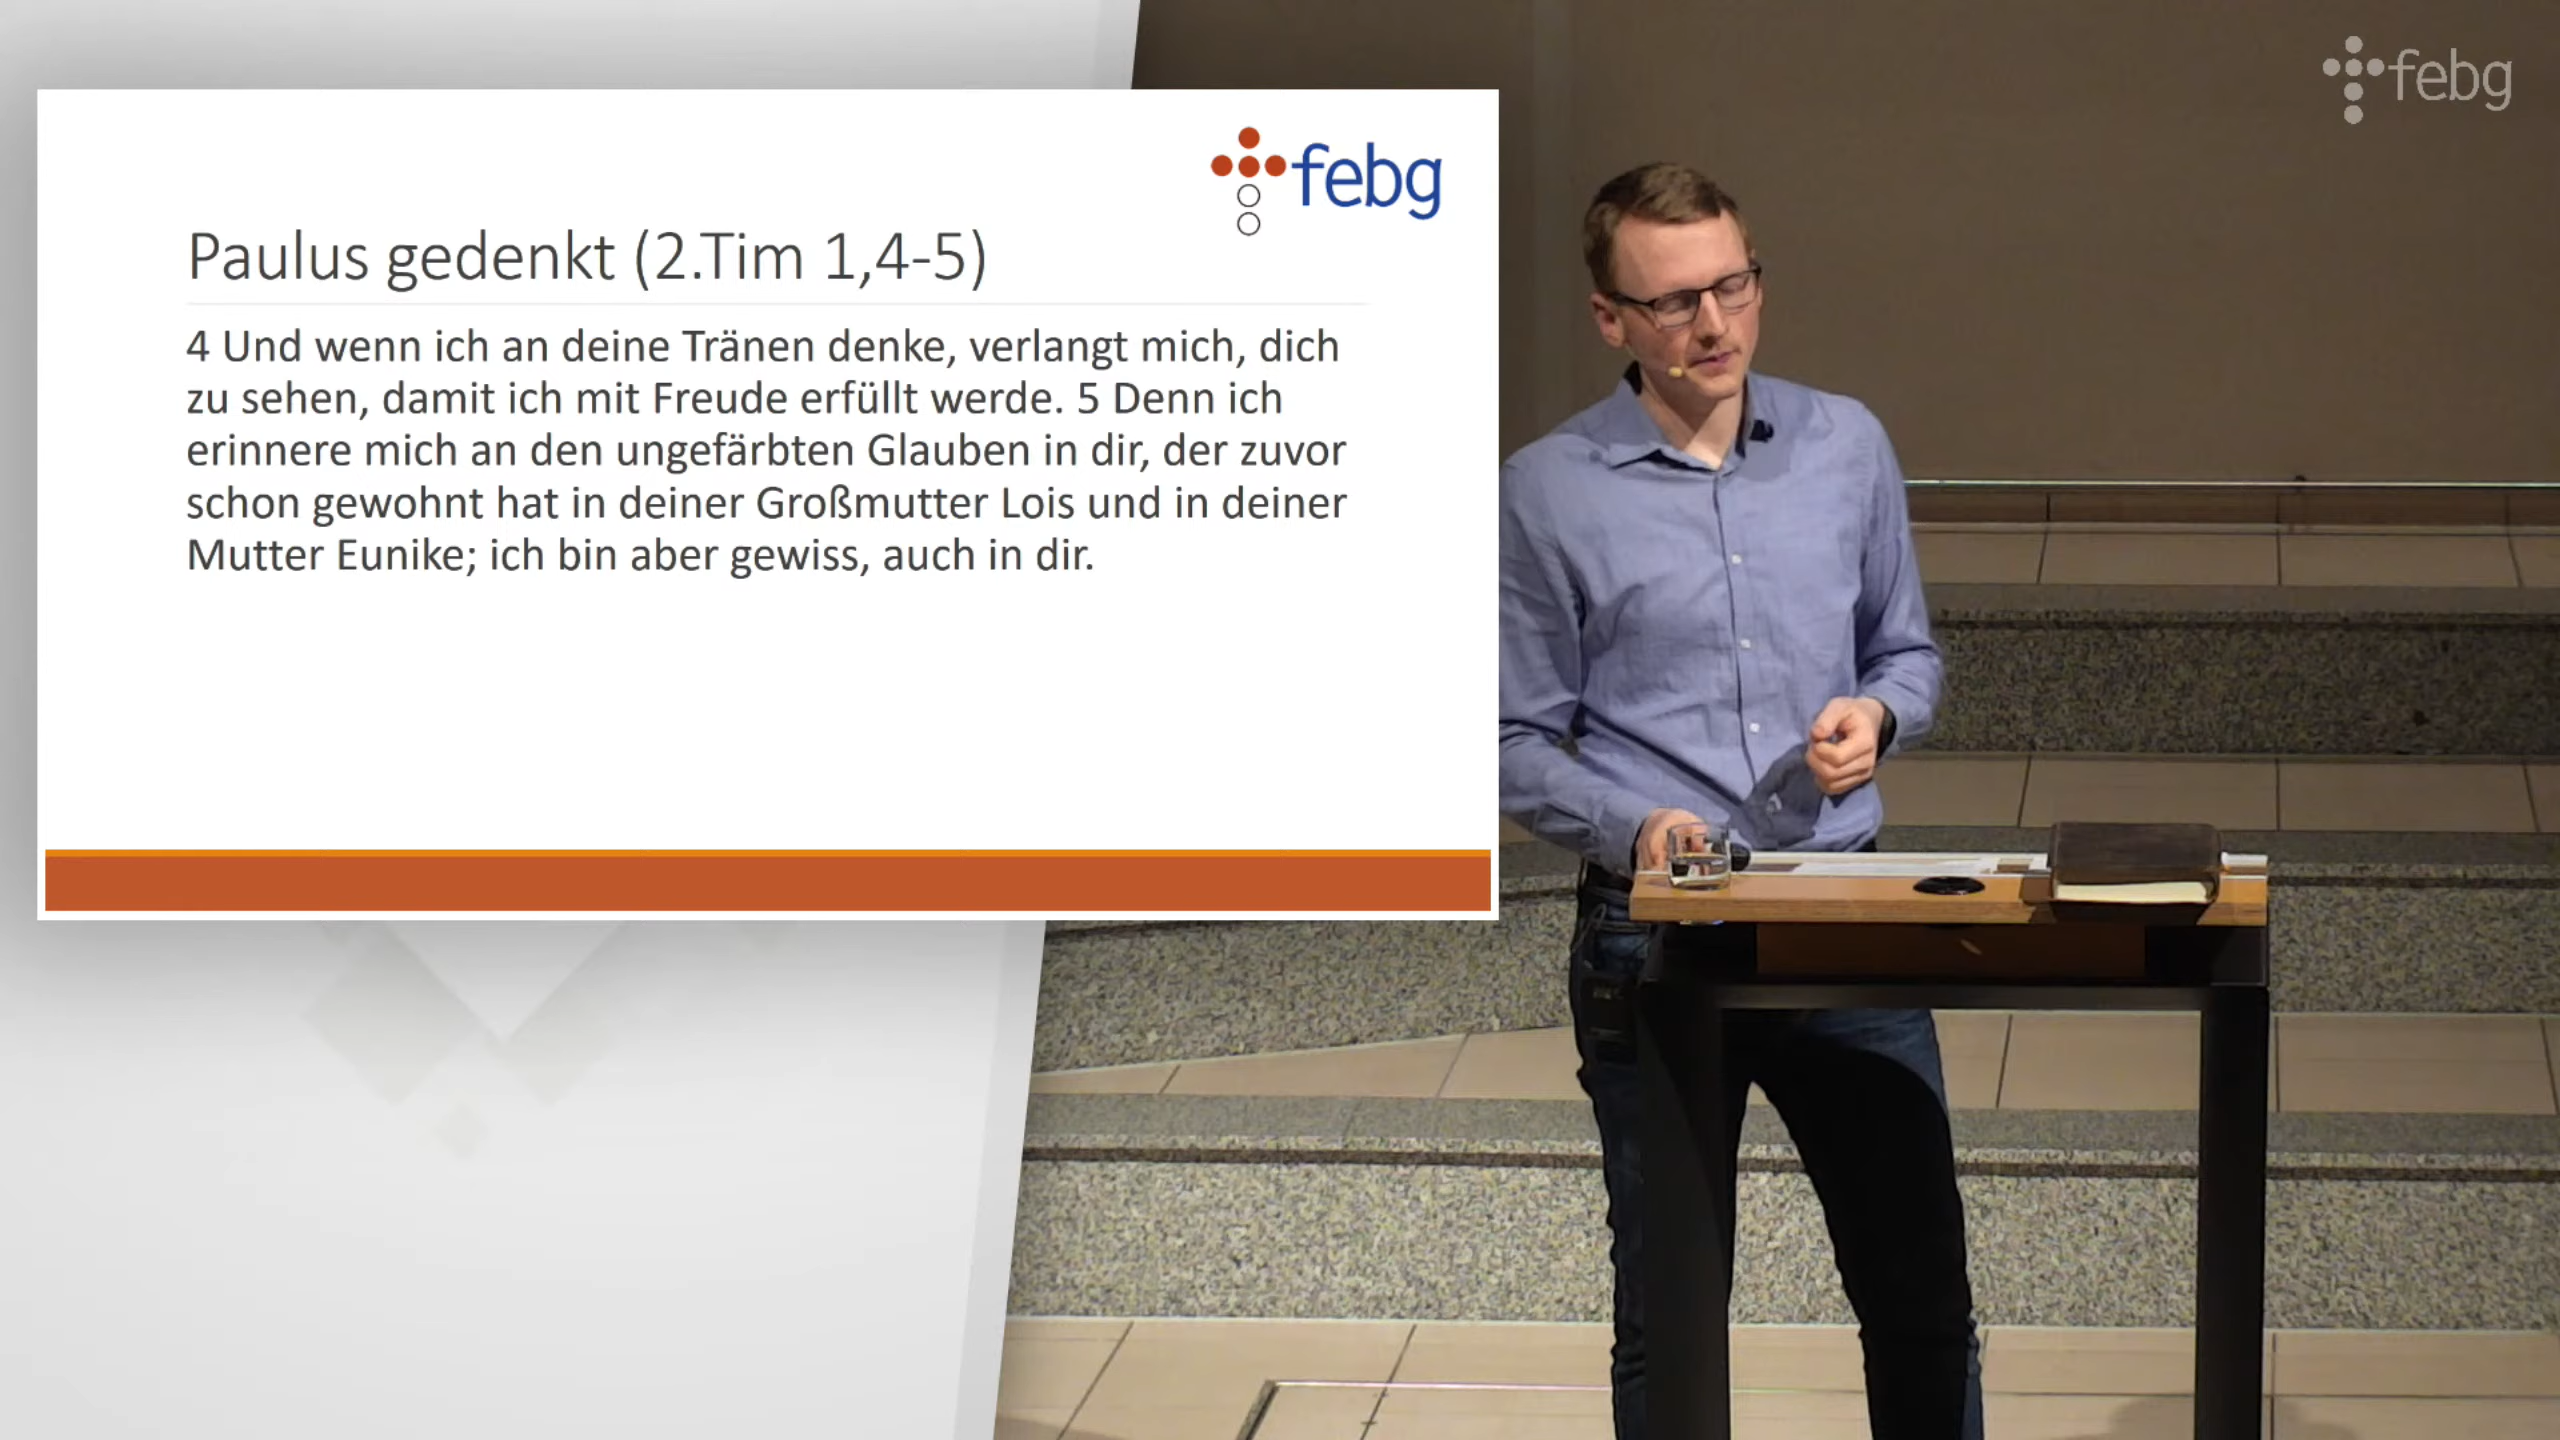 febg
febg
Paulus gedenkt (2.Tim 1,4-5)
4 Und wenn ich an deine Tränen denke, verlangt mich, dich
zu sehen, damit ich mit Freude erfüllt werde. 5 Denn ich
erinnere mich an den ungefärbten Glauben in dir, der zuvor
schon gewohnt hat in deiner Großmutter Lois und in deiner
Mutter Eunike; ich bin aber gewiss, auch in dir.